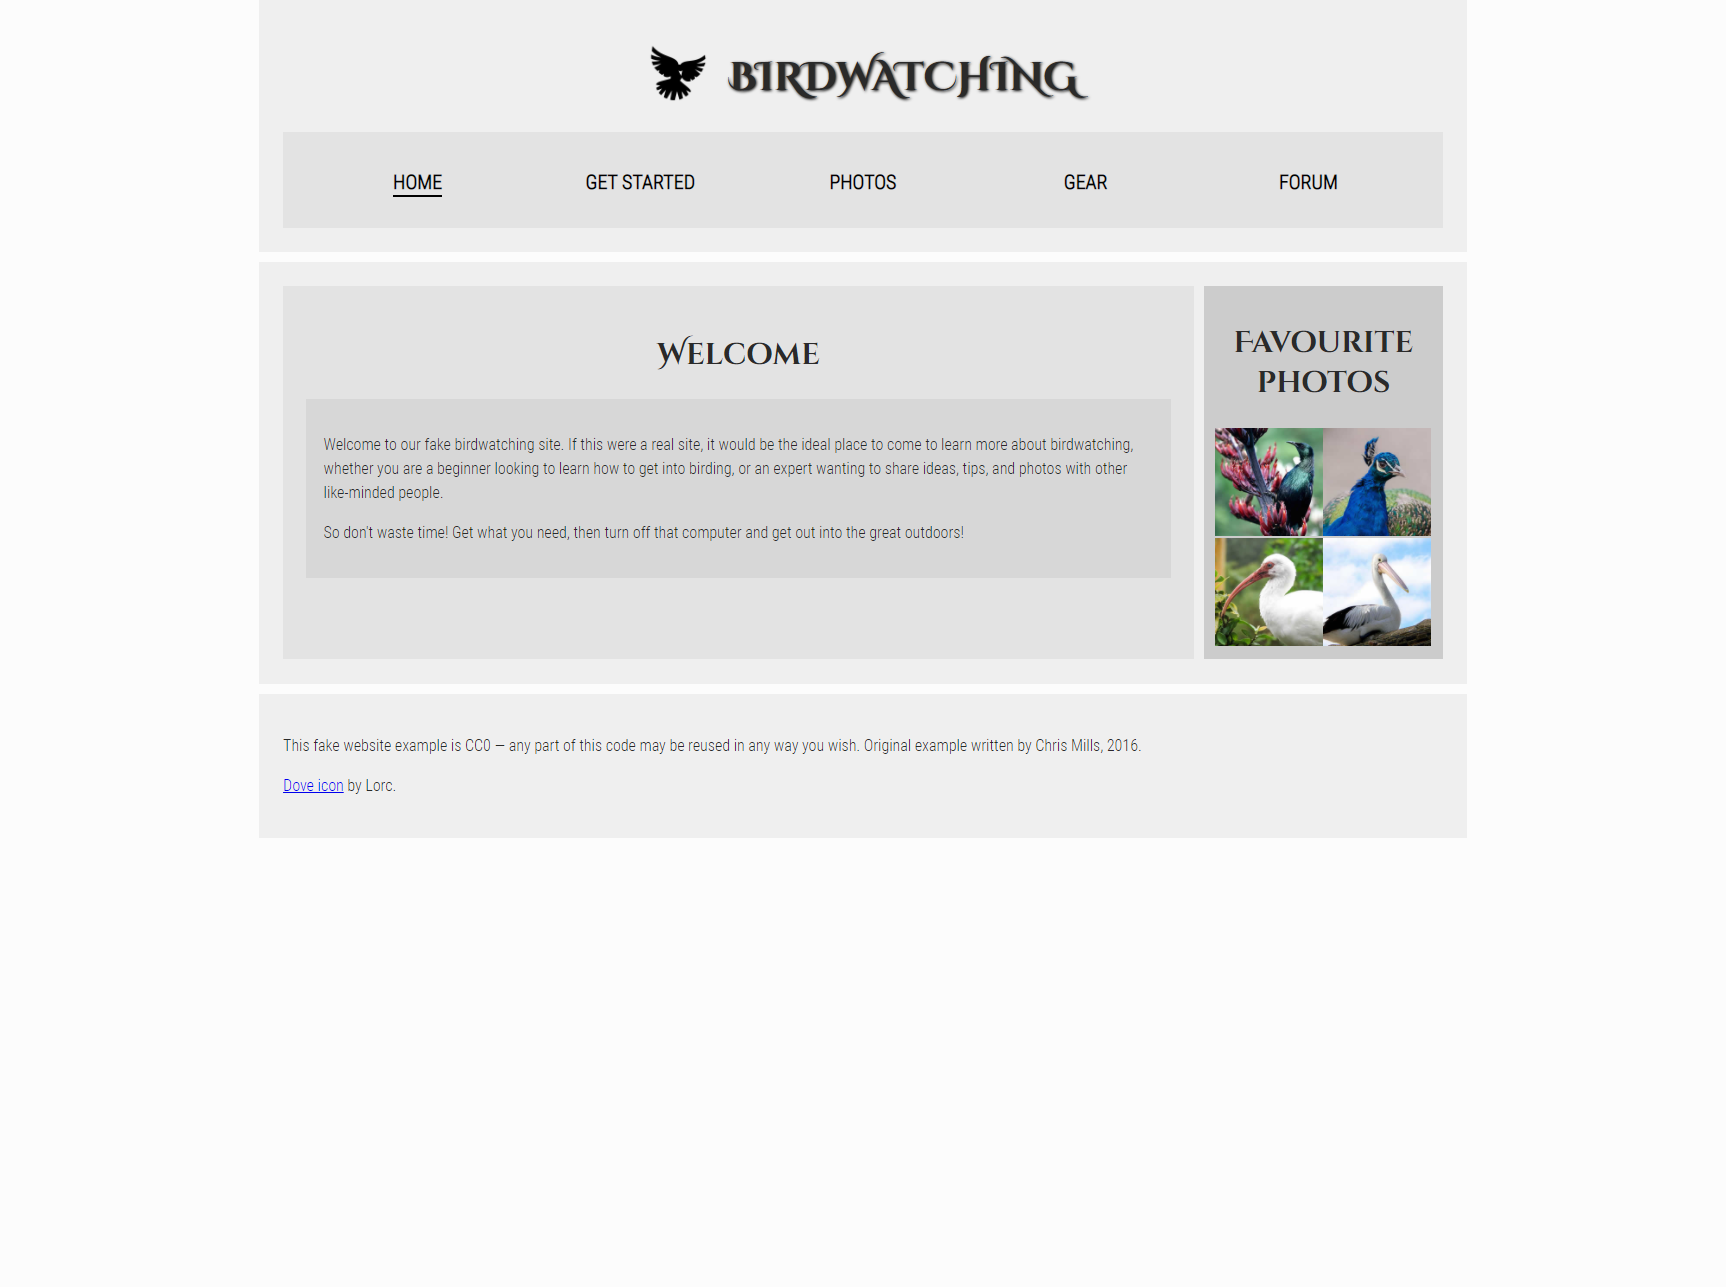 BIRDWATCHING
HOME
GET STARTED
PHOTOS
GEAR
FORUM
Welcome
Welcome to our fake birdwatching site. If this were a real site, it would be the ideal place to come to learn more about birdwatching,
whether you are a beginner looking to learn how to get into birding, or an expert wanting to share ideas, tips, and photos with other
like-minded people.
So don't waste time! Get what you need, then turn off that computer and get out into the great outdoors!
Favourite
photos
This fake website example is CC0 — any part of this code may be reused in any way you wish. Original example written by Chris Mills, 2016.
Dove icon by Lorc.